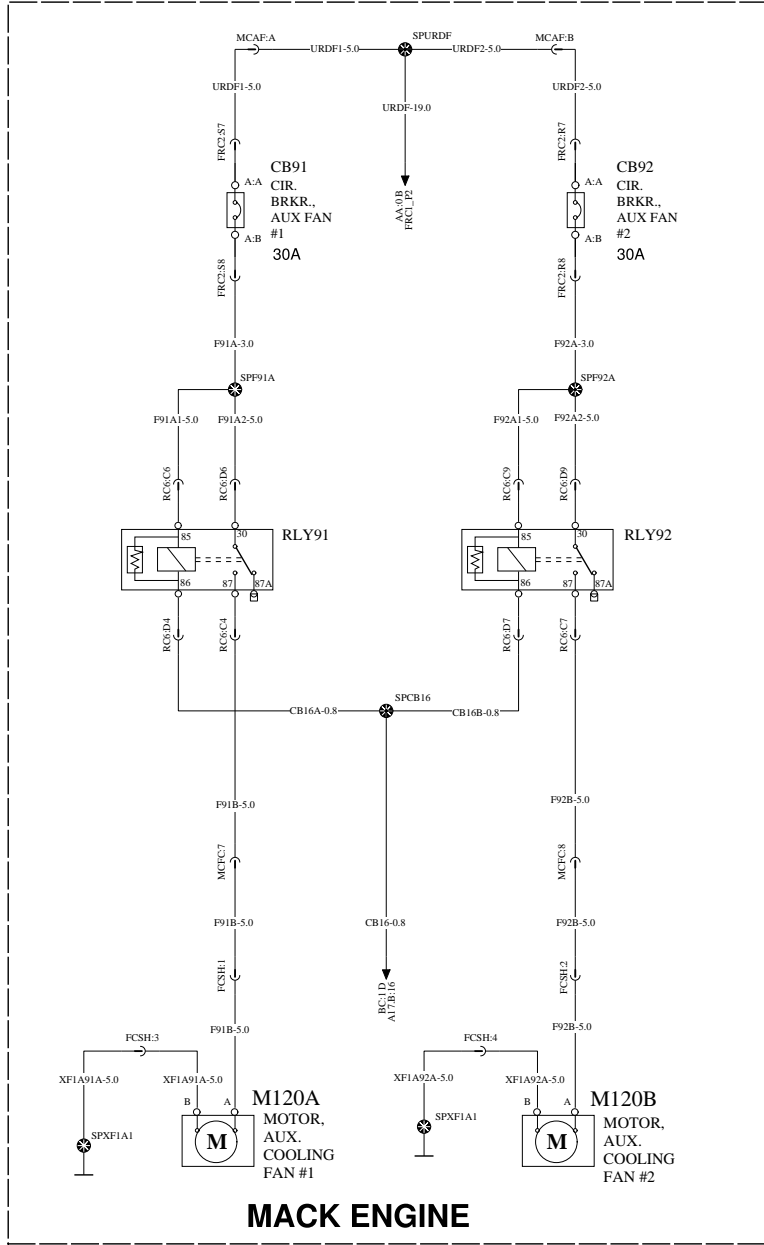 MCAF:A
SPURDF
MCAF:B
URDF1-5.0
URDF2-5.0
URDF1-5.0
URDF2-5.0
URDF-19.0
FRC2:S7
FRC2:R7
CB91
CIR.
BRKR.,
AUX FAN
#1
30A
A:A
A:B
AA:0 B
FRC1_P2
CB92
CIR.
BRKR.,
AUX FAN
#2
30A
A:A
A:B
FRC2:S8
FRC2:R8
F91A-3.0
F92A-3.0
SPF91A
SPF92A
F91A1-5.0
F91A2-5.0
F92A1-5.0
F92A2-5.0
RC6:C6
RC6:D6
RC6:C9
RC6:D9
85
30
RLY91
86
87
87A
85
30
RLY92
86
87
87A
RC6:D4
RC6:C4
RC6:D7
RC6:C7
SPCB16
CB16A-0.8
CB16B-0.8
F91B-5.0
F92B-5.0
MCFC:7
MCFC:8
F91B-5.0
CB16-0.8
F92B-5.0
FCSH:1
FCSH:2
BC:1 D
A17.B:16
F91B-5.0
F92B-5.0
FCSH:3
FCSH:4
XF1A91A-5.0
XF1A91A-5.0
XF1A92A-5.0
XF1A92A-5.0
B
A
M120A
MOTOR,
AUX.
COOLING
FAN #1
M
SPXF1A1
B
A
M120B
MOTOR,
AUX.
COOLING
FAN #2
M
SPXF1A1
MACK ENGINE